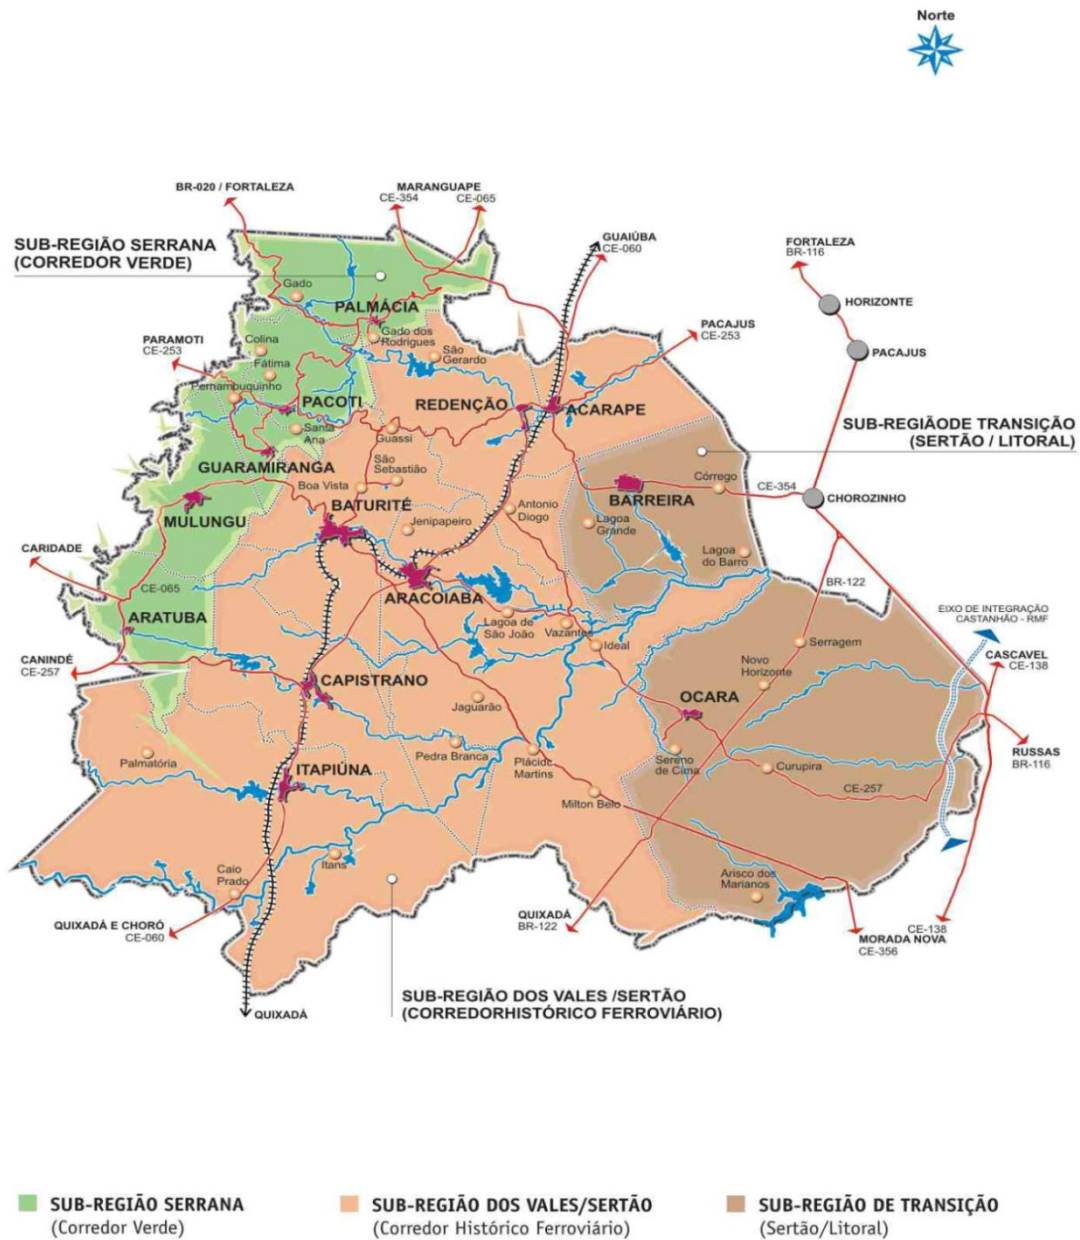 Norte
BR-020 / FORTALEZA
MARANGUAPE
CE-354
CE-065
SUB-REGIÃO SERRANA
(CORREDOR VERDE)
GUAIÚBA
CE-060
FORTALEZA
BR-116
HORIZONTE
PACAJUS
Gado
PALMÁCIA
Gado dos
Rodrigues
PARAMOTI
CE-253
Colina
Fátima
Pernambuquinho
São
Gerardo
PACAJUS
CE-253
PACOTI
REDENÇÃO
ACARAPE
SUB-REGIÃODE TRANSIÇÃO
(SERTÃO / LITORAL)
Santa
Ana
Guassi
GUARAMIRANGA
São
Sebastião
Boa Vista
Córrego
CE-354
CHOROZINHO
BARREIRA
MULUNGU
BATURITÉ
Jenipapeiro
Antonio
Diogo
Lagoa
Grande
Lagoa
do Barro
CARIDADE
CE-065
ARACOIABA
BR-122
ARATUBA
Lagoa de
São João
Vazantes
Ideal
EIXO DE INTEGRAÇÃO
CASTANHÃO - RMF
Serragem
CASCAVEL
CE-138
CANINDÉ
CE-257
CAPISTRANO
Novo
Horizonte
OCARA
Jaguarão
RUSSAS
BR-116
Palmatória
Pedra Branca
Plácido
Martins
Sereno
de Cima
Curupira
ITAPIÚNA
CE-257
Milton Belo
Caio
Prado
Itans
Arisco dos
Marianos
QUIXADÁ E CHORÓ
CE-060
QUIXADÁ
BR-122
CE-138
MORADA NOVA
CE-356
SUB-REGIÃO DOS VALES /SERTÃO
(CORREDORHISTÓRICO FERROVIÁRIO)
QUIXADÁ
SUB-REGIÃO SERRANA
(Corredor Verde)
SUB-REGIÃO DOS VALES/SERTÃO
(Corredor Histórico Ferroviário)
SUB-REGIÃO DE TRANSIÇÃO
(Sertão/Litoral)